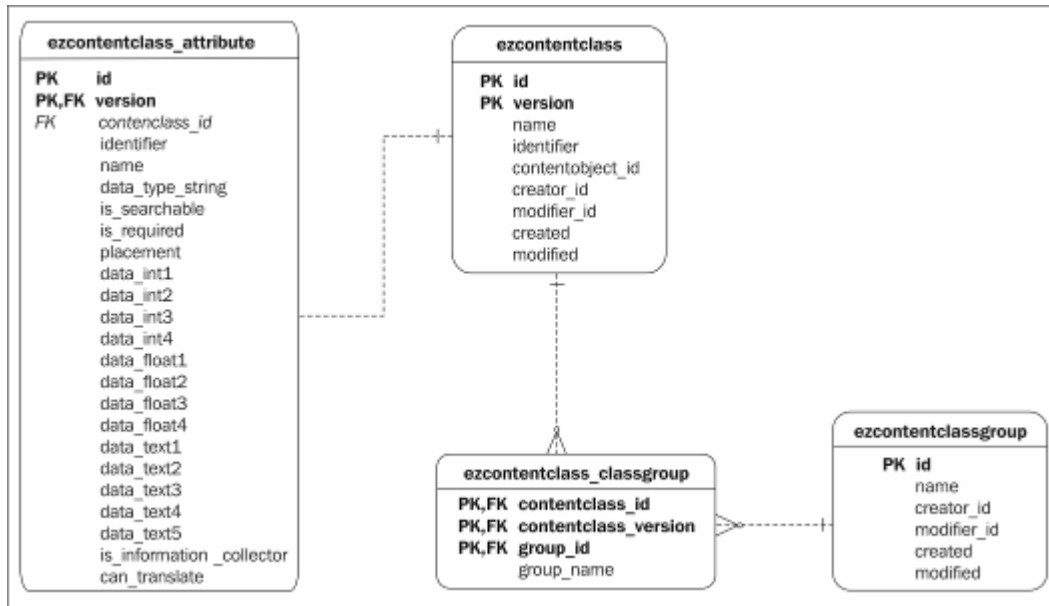 ezcontentclass_attribute
PK id
PK,FK version
FK contenclass_id
identifier
name
data_type_string
is_searchable
is_required
placement
data_int1
data_int2
data_int3
data_int4
data_float1
data_float2
data_float3
data_float4
data_text1
data_text2
data_text3
data_text4
data_text5
is_information _collector
can_translate
ezcontentclass
PK id
PK version
name
identifier
contentobject_id
creator_id
modifier_id
created
modified
ezcontentclass_classgroup
PK,FK contentclass_id
PK,FK contentclass_version
PK,FK group_id
group_name
ezcontentclassgroup
PK id
name
creator_id
modifier_id
created
modified